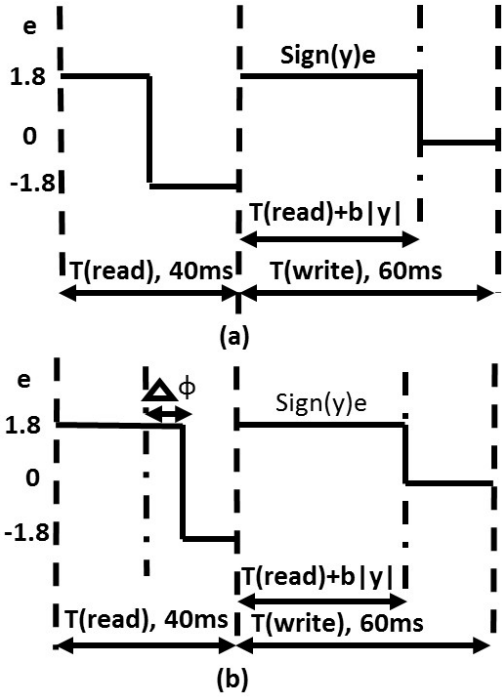 e
1.8
Sign(y)e
0
-1.8
T(read)+b|y|
T(read), 40ms T(write), 60ms
(a)
e
Δϕ
1.8
Sign(y)e
0
-1.8
T(read)+b|y|
T(read), 40ms T(write), 60ms
(b)